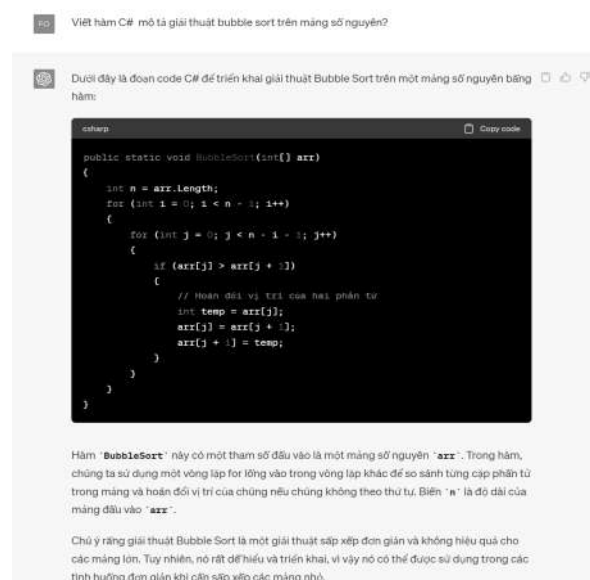 FO
Viết hàm C# mô tả giải thuật bubble sort trên mảng số nguyên?
Dưới đây là đoạn code C# để triển khai giải thuật Bubble Sort trên một mảng số nguyên bằng
hàm:
csharp
Copy code
public static void BubbleSort(int[] arr)
{
int n = arr.Length;
for (int i = 0; i < n - 1; i++)
{
for (int j = 0; j < n - i - 1; j++)
{
if (arr[j] > arr[j + 1])
{
// Hoán đổi vị trí của hai phần tử
int temp = arr[j];
arr[j] = arr[j + 1];
arr[j + 1] = temp;
}
}
}
}
Hàm `BubbleSort` này có một tham số đầu vào là một mảng số nguyên `arr`. Trong hàm,
chúng ta sử dụng một vòng lặp for lồng vào trong vòng lặp khác để so sánh từng cặp phần tử
trong mảng và hoán đổi vị trí của chúng nếu chúng không theo thứ tự. Biến `n` là độ dài của
mảng đầu vào `arr`.
Chú ý rằng giải thuật Bubble Sort là một giải thuật sắp xếp đơn giản và không hiệu quả cho
các mảng lớn. Tuy nhiên, nó rất dễ hiểu và triển khai, vì vậy nó có thể được sử dụng trong các
tình huống đơn giản khi cần sắp xếp các mảng nhỏ.